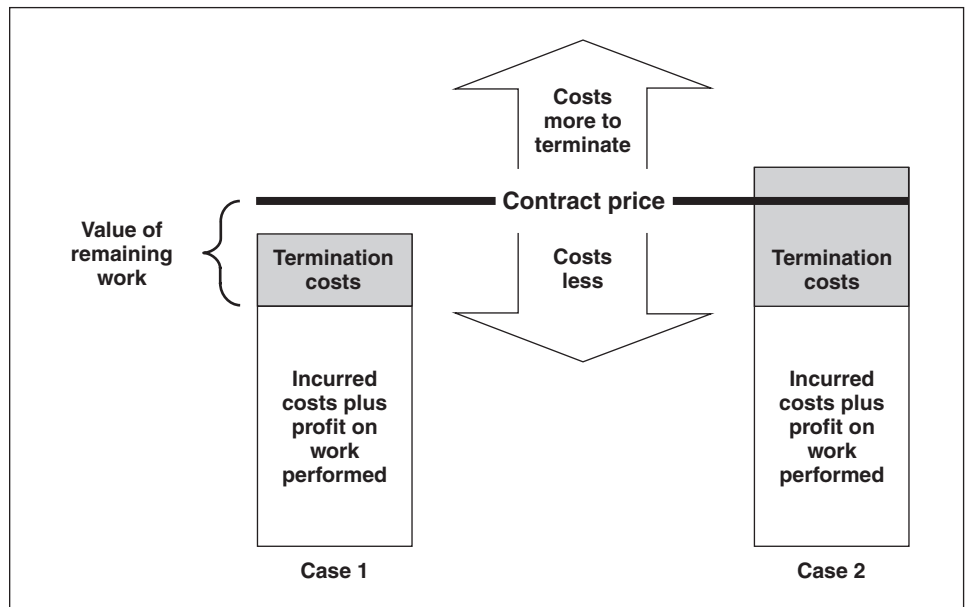 Costs
more to
terminate
Contract price
Value of
remaining
work
Termination
costs
Costs
less
Termination
costs
Incurred
costs plus
profit on
work
performed
Incurred
costs plus
profit on
work
performed
Case 1
Case 2